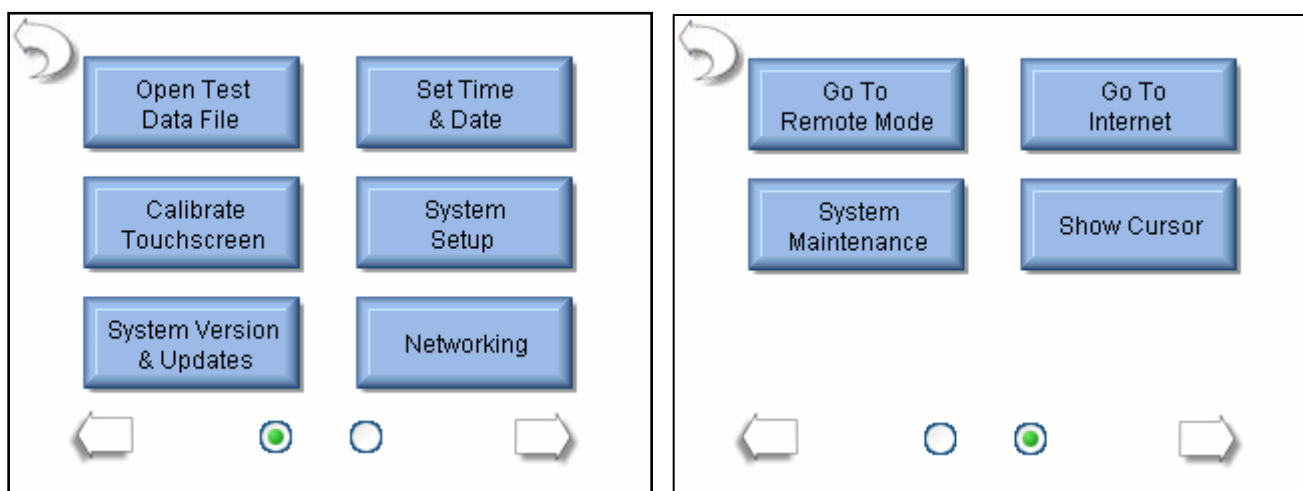 Open Test
Data File
Set Time
& Date
Calibrate
Touchscreen
System
Setup
System Version
& Updates
Networking
Go To
Remote Mode
Go To
Internet
System
Maintenance
Show Cursor